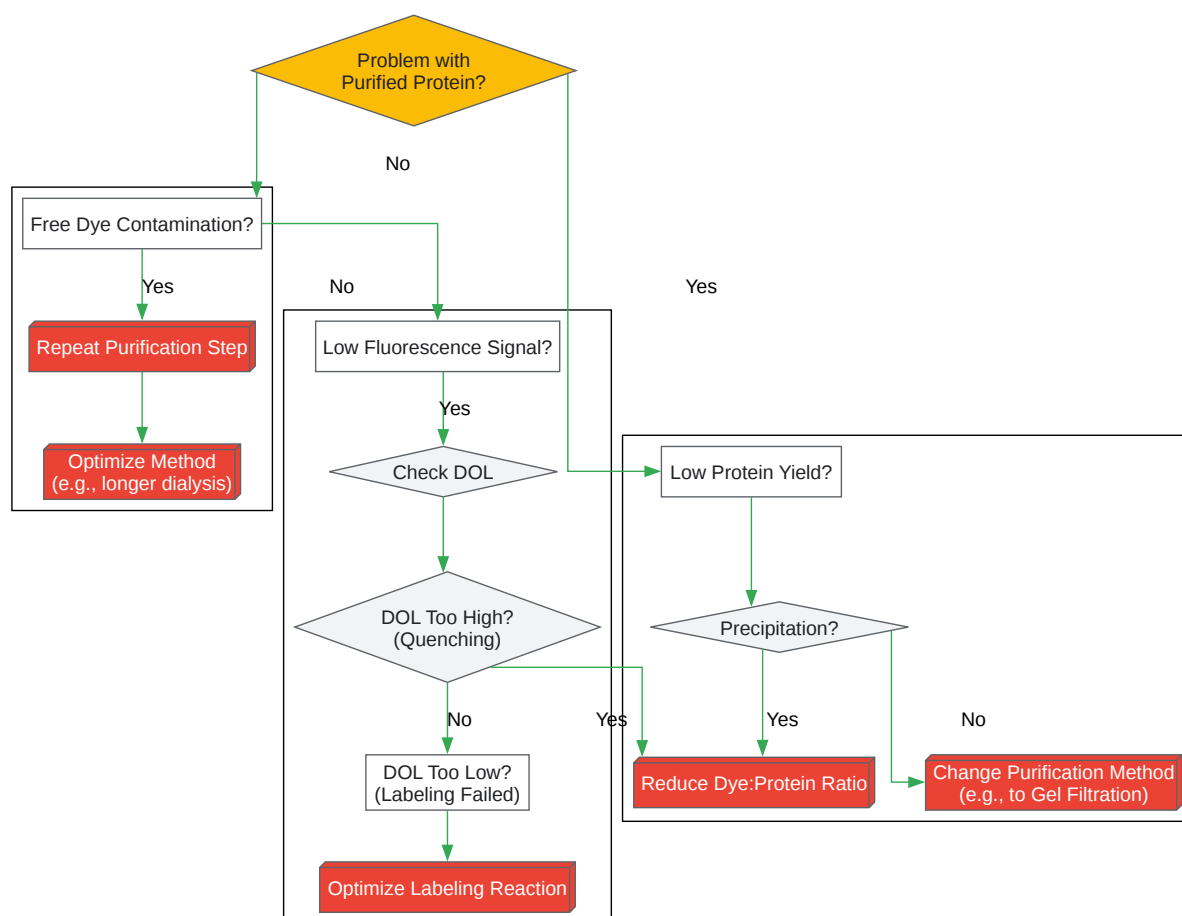 Problem with
Purified Protein?
No
Free Dye Contamination?
Yes
No
Yes
Repeat Purification Step
Low Fluorescence Signal?
Yes
Optimize Method
(e.g., longer dialysis)
Check DOL
Low Protein Yield?
DOL Too High?
(Quenching)
Precipitation?
No
Yes
Yes
No
DOL Too Low?
(Labeling Failed)
Reduce Dye:Protein Ratio
Change Purification Method
(e.g., to Gel Filtration)
Optimize Labeling Reaction